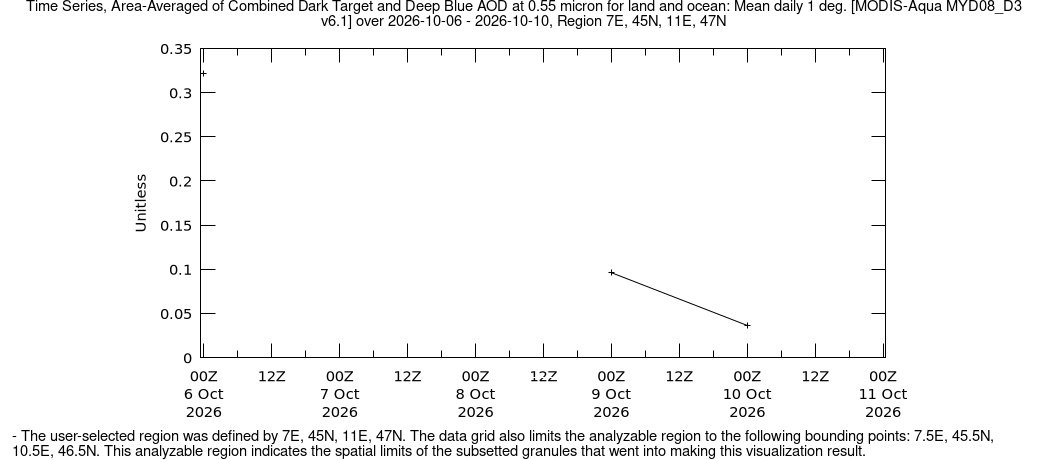 Time Series, Area-Averaged of Combined Dark Target and Deep Blue AOD at 0.55 micron for land and ocean: Mean daily 1 deg. [MODIS-Aqua MYD08_D3
v6.1] over 2026-10-06 - 2026-10-10, Region 7E, 45N, 11E, 47N
0.35
0.3
0.25
0.2
0.15
0.1
0.05
0
Unitless
00Z 12Z 00Z 12Z 00Z 12Z 00Z 12Z 00Z 12Z 00Z
6 Oct 7 Oct 8 Oct 9 Oct 10 Oct 11 Oct
2026 2026 2026 2026 2026 2026
- The user-selected region was defined by 7E, 45N, 11E, 47N. The data grid also limits the analyzable region to the following bounding points: 7.5E, 45.5N,
10.5E, 46.5N. This analyzable region indicates the spatial limits of the subsetted granules that went into making this visualization result.